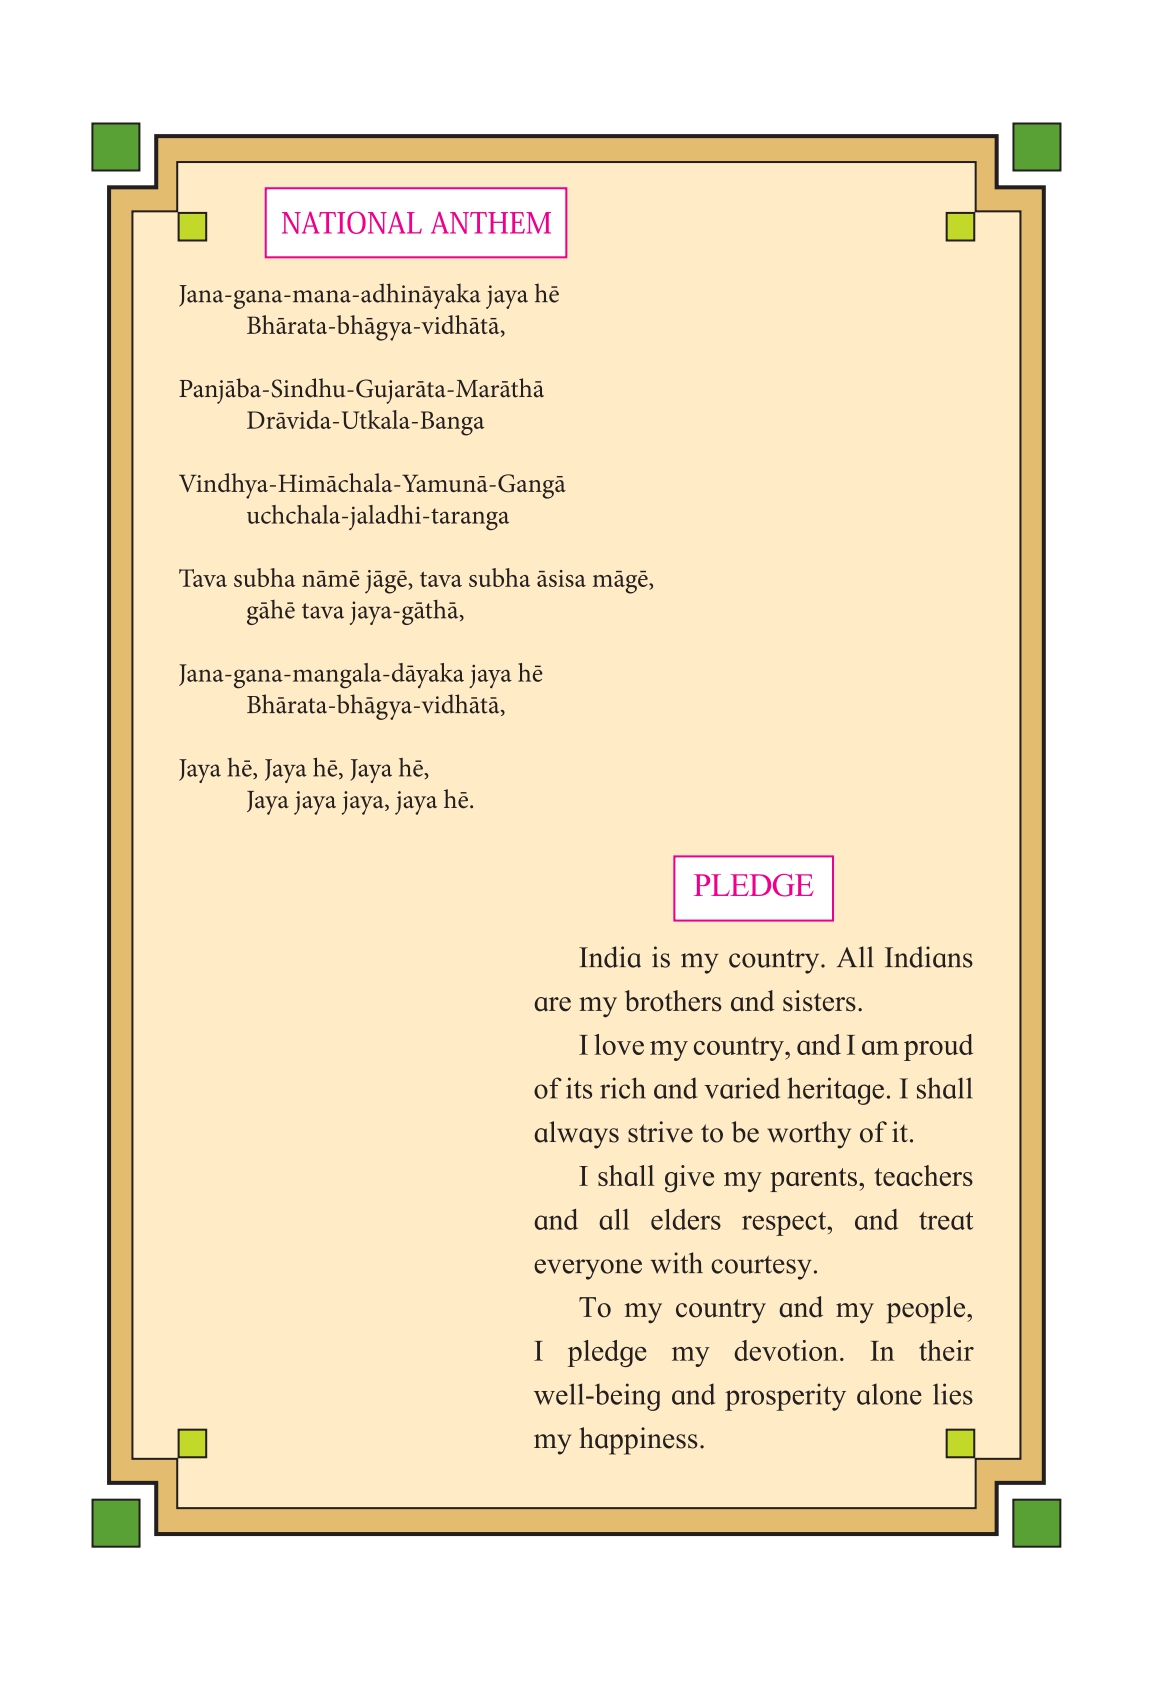 NATIONAL ANTHEM
Jana-gana-mana-adhināyaka jaya hē
Bhārata-bhāgya-vidhātā,
Panjāba-Sindhu-Gujarāta-Marāthā
Drāvida-Utkala-Banga
Vindhya-Himāchala-Yamunā-Gangā
uchchala-jaladhi-taranga
Tava subha nāmē jāgē, tava subha āsisa māgē,
gāhē tava jaya-gāthā,
Jana-gana-mangala-dāyaka jaya hē
Bhārata-bhāgya-vidhātā,
Jaya hē, Jaya hē, Jaya hē,
Jaya jaya jaya, jaya hē.
PLEDGE
India is my country. All Indians
are my brothers and sisters.
I love my country, and I am proud
of its rich and varied heritage. I shall
always strive to be worthy of it.
I shall give my parents, teachers
and all elders respect, and treat
everyone with courtesy.
To my country and my people,
I pledge my devotion. In their
well-being and prosperity alone lies
my happiness.